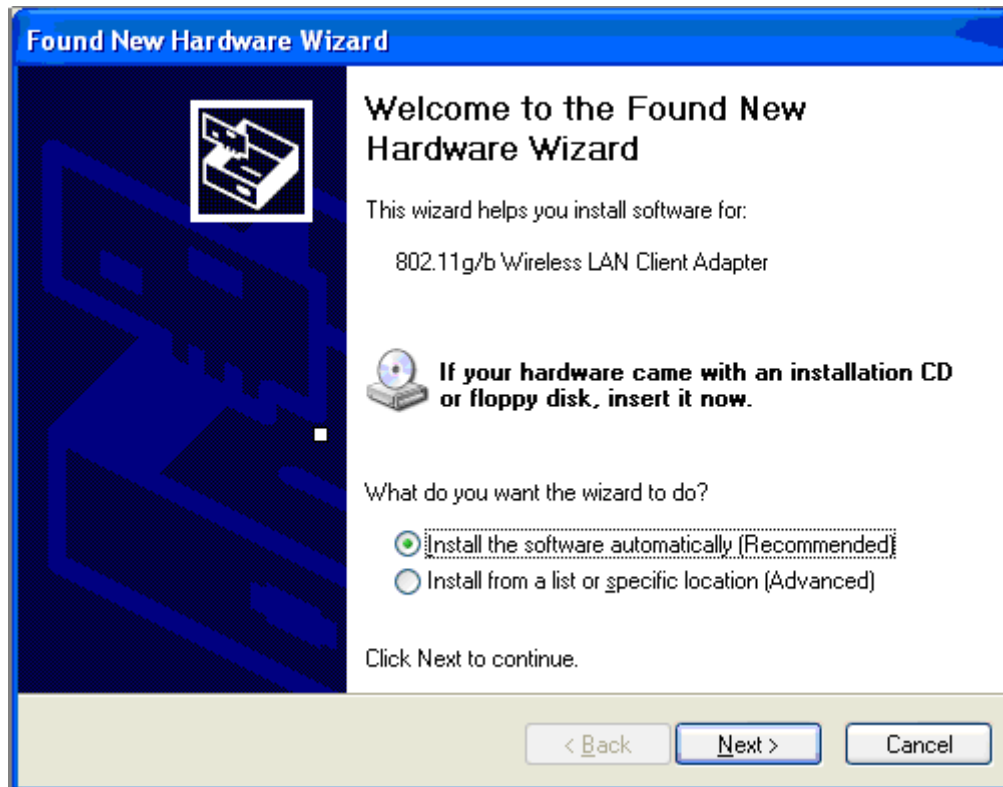 Found New Hardware Wizard
Welcome to the Found New
Hardware Wizard
This wizard helps you install software for:
802.11g/b Wireless LAN Client Adapter
If your hardware came with an installation CD
or floppy disk, insert it now.
What do you want the wizard to do?
Install the software automatically (Recommended)
Install from a list or specific location (Advanced)
Click Next to continue.
< Back Next > Cancel